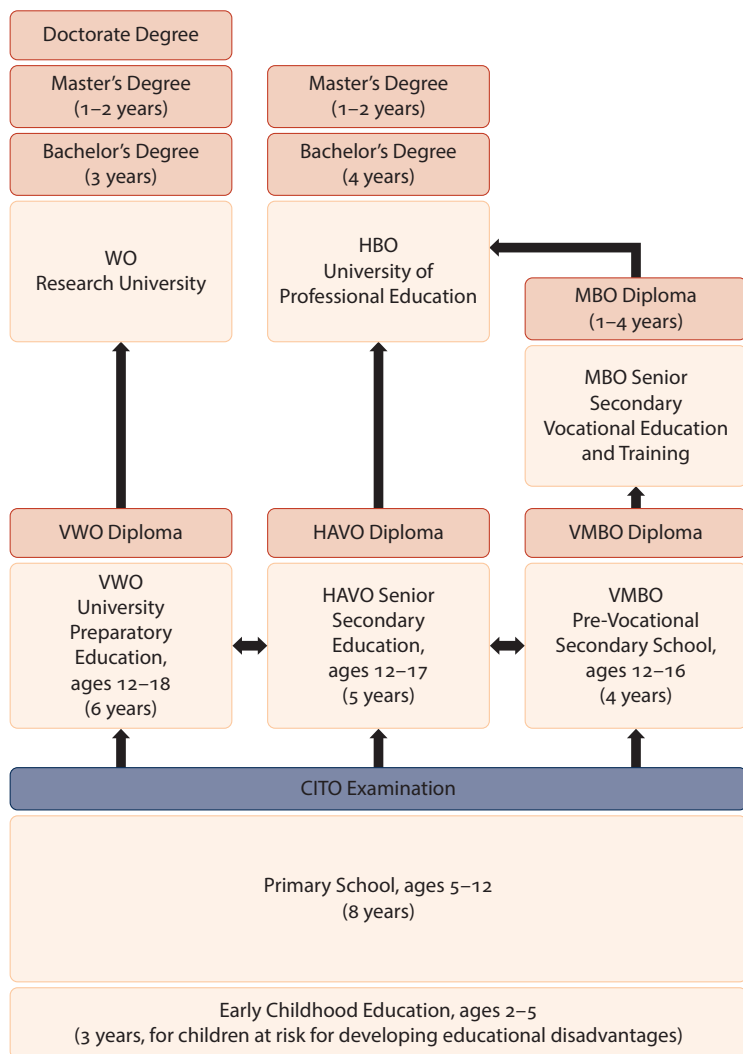 Doctorate Degree
Master’s Degree
(1–2 years)
Bachelor’s Degree
(3 years)
WO
Research University
Master’s Degree
(1–2 years)
Bachelor’s Degree
(4 years)
HBO
University of
Professional Education
MBO Diploma
(1–4 years)
MBO Senior
Secondary
Vocational Education
and Training
VWO Diploma
VWO
University
Preparatory
Education,
ages 12–18
(6 years)
HAVO Diploma
HAVO Senior
Secondary
Education,
ages 12–17
(5 years)
VMBO Diploma
VMBO
Pre-Vocational
Secondary School,
ages 12–16
(4 years)
CITO Examination
Primary School, ages 5–12
(8 years)
Early Childhood Education, ages 2–5
(3 years, for children at risk for developing educational disadvantages)